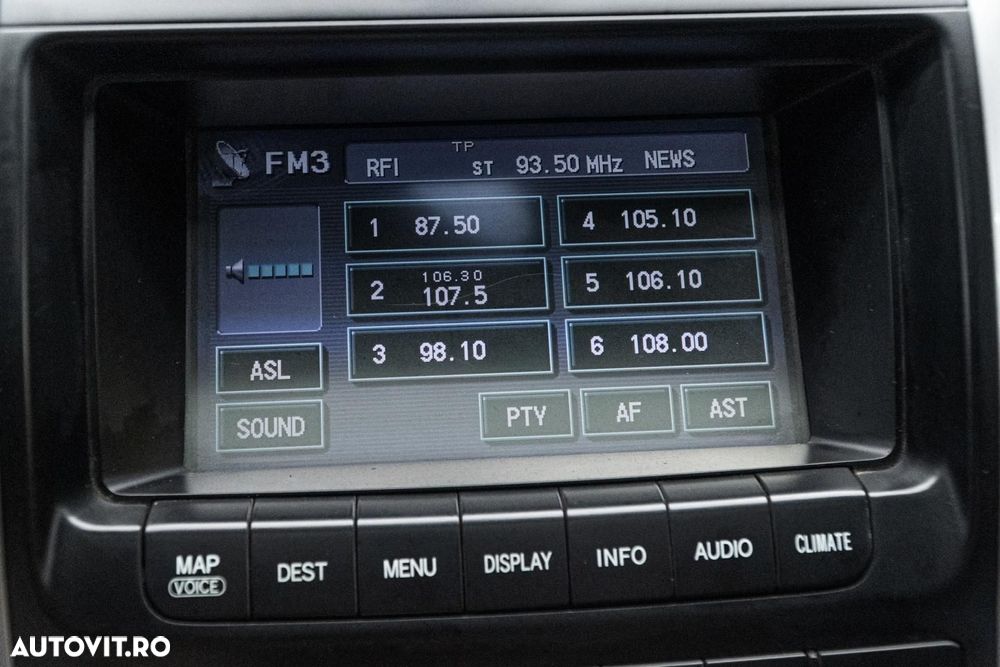 FM3
TP
RFI ST 93.50 MHz NEWS
1 87.50
4 105.10
106.30
2 107.5
5 106.10
3 98.10
6 108.00
ASL
SOUND
PTY
AF
AST
MAP
VOICE
DEST
MENU
DISPLAY
INFO
AUDIO
CLIMATE
AUTOVIT.RO